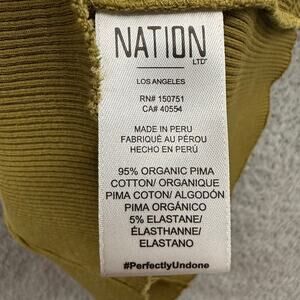 NATION
LTD
LOS ANGELES
RN# 150751
CA# 40554
MADE IN PERU
FABRIQUÉ AU PÉROU
HECHO EN PERÚ
95% ORGANIC PIMA
COTTON/ ORGANIQUE
PIMA COTON/ ALGODÓN
PIMA ORGÁNICO
5% ELASTANE/
ÉLASTHANNE/
ELASTANO
#PerfectlyUndone